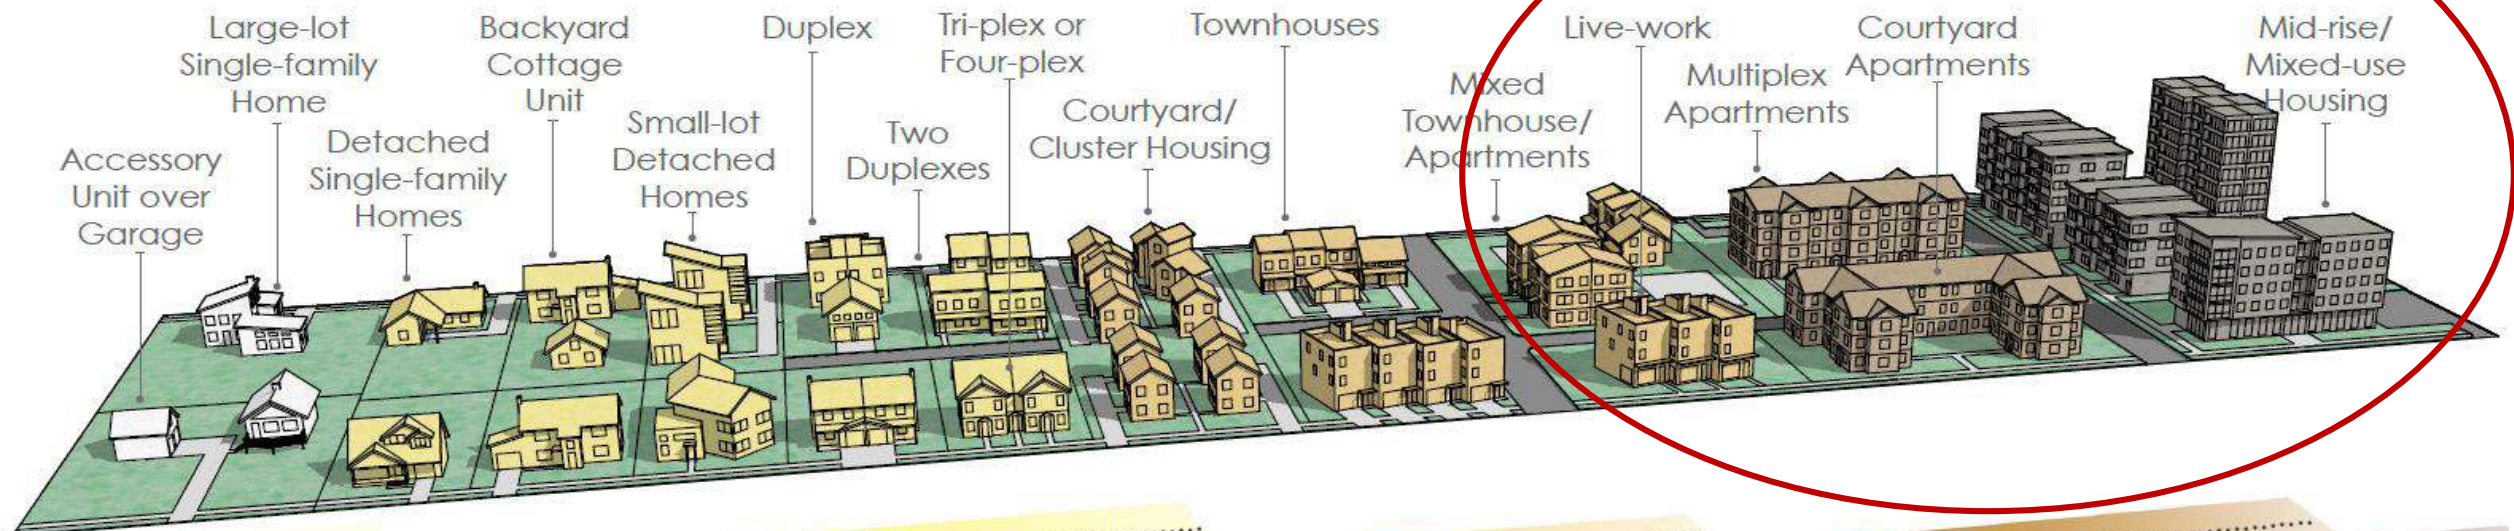 Accessory
Unit over
Garage
Large-lot
Single-family
Home
Detached
Single-family
Homes
Backyard
Cottage
Unit
Small-lot
Detached
Homes
Duplex
Two
Duplexes
Tri-plex or
Four-plex
Courtyard/
Cluster Housing
Townhouses
Mixed
Townhouse/
Apartments
Live-work
Multiplex
Apartments
Courtyard
Apartments
Mid-rise/
Mixed-use
Housing